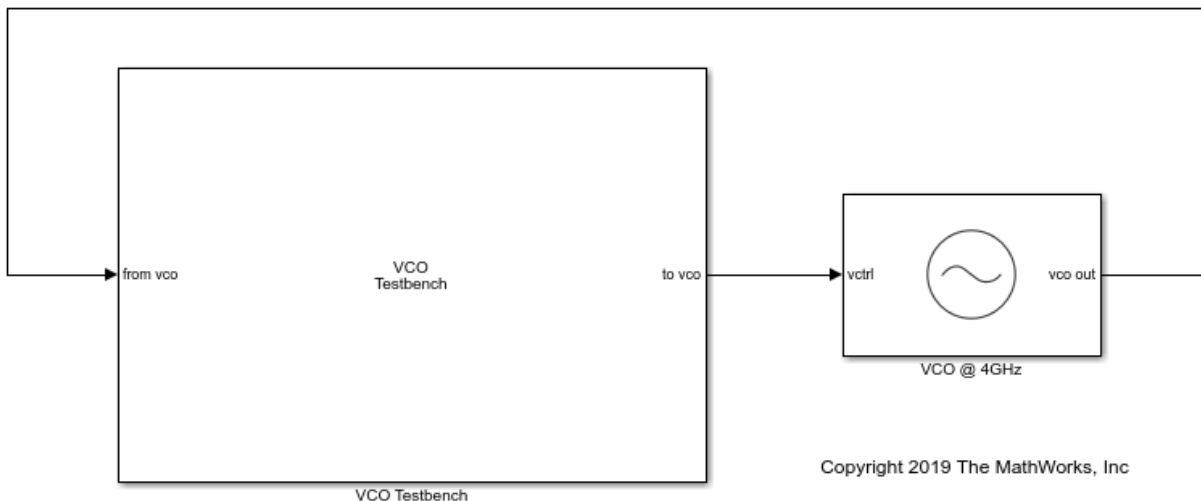 from vco
VCO
Testbench
to vco
vctrl
vco out
VCO @ 4GHz
Copyright 2019 The MathWorks, Inc
VCO Testbench